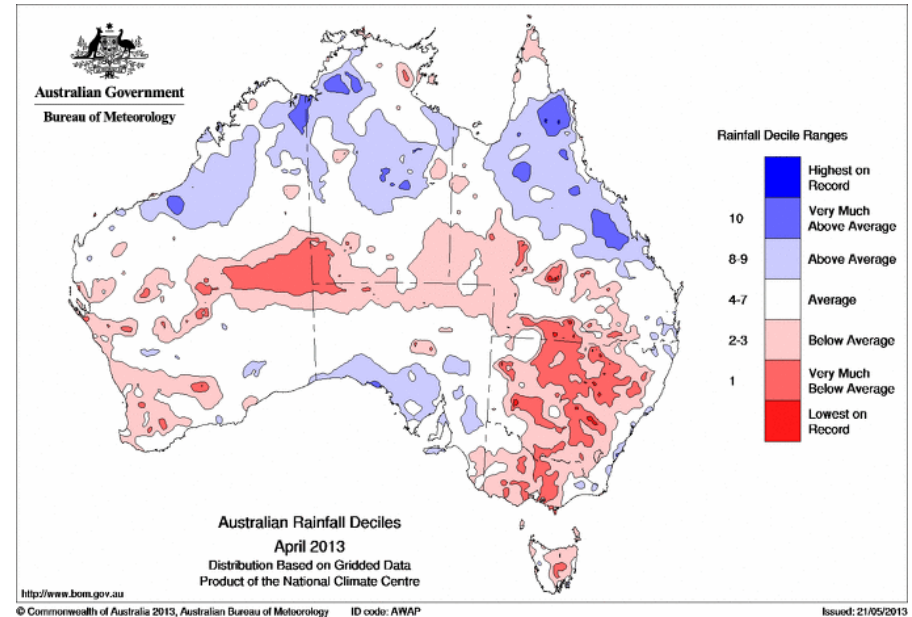 Australian Government
Bureau of Meteorology
Rainfall Decile Ranges
Highest on
Record
10
Very Much
Above Average
8-9
Above Average
4-7
Average
2-3
Below Average
1
Very Much
Below Average
Lowest on
Record
Australian Rainfall Deciles
April 2013
Distribution Based on Gridded Data
Product of the National Climate Centre
http://www.bom.gov.au
© Commonwealth of Australia 2013, Australian Bureau of Meteorology ID code: AWAP Issued: 21/05/2013